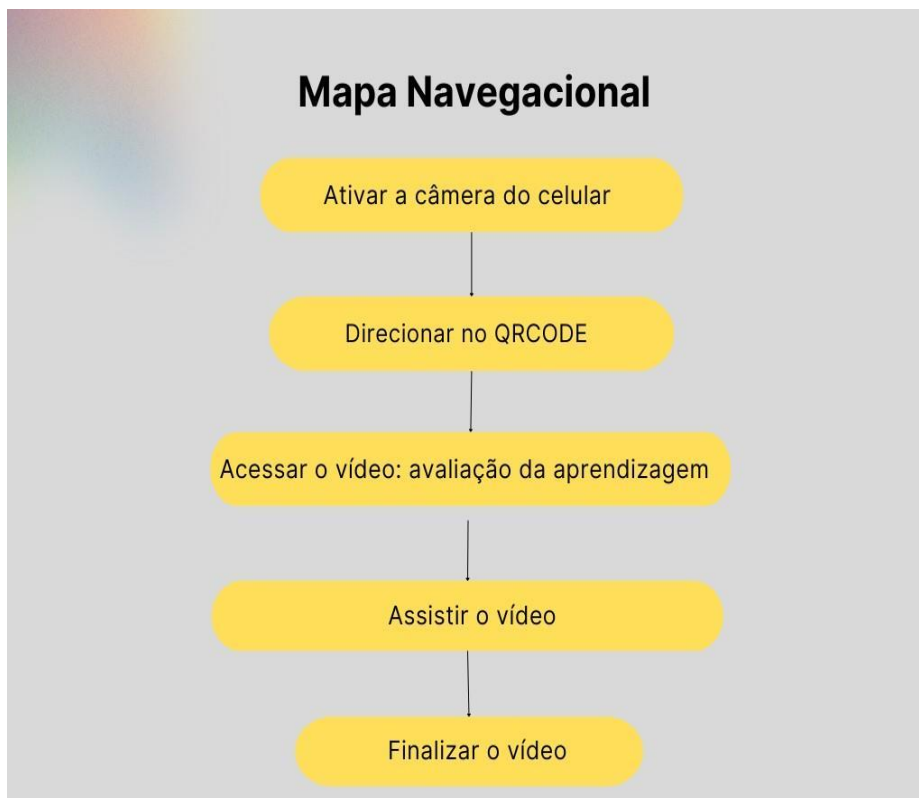 Mapa Navegacional
Ativar a câmera do celular
Direcionar no QRCODE
Acessar o vídeo: avaliação da aprendizagem
Assistir o vídeo
Finalizar o vídeo